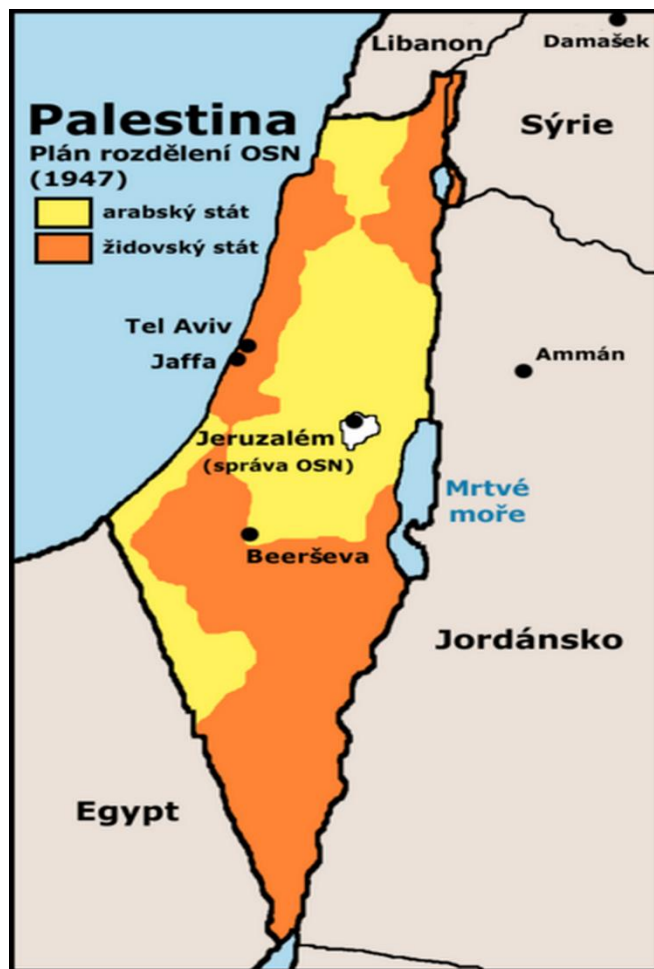 Libanon
Damašek
Palestina
Plán rozdělení OSN
(1947)
Sýrie
arabský stát
židovský stát
Tel Aviv
Jaffa
Ammán
Jeruzalém
(správa OSN)
Mrtvé
moře
Beerševa
Jordánsko
Egypt